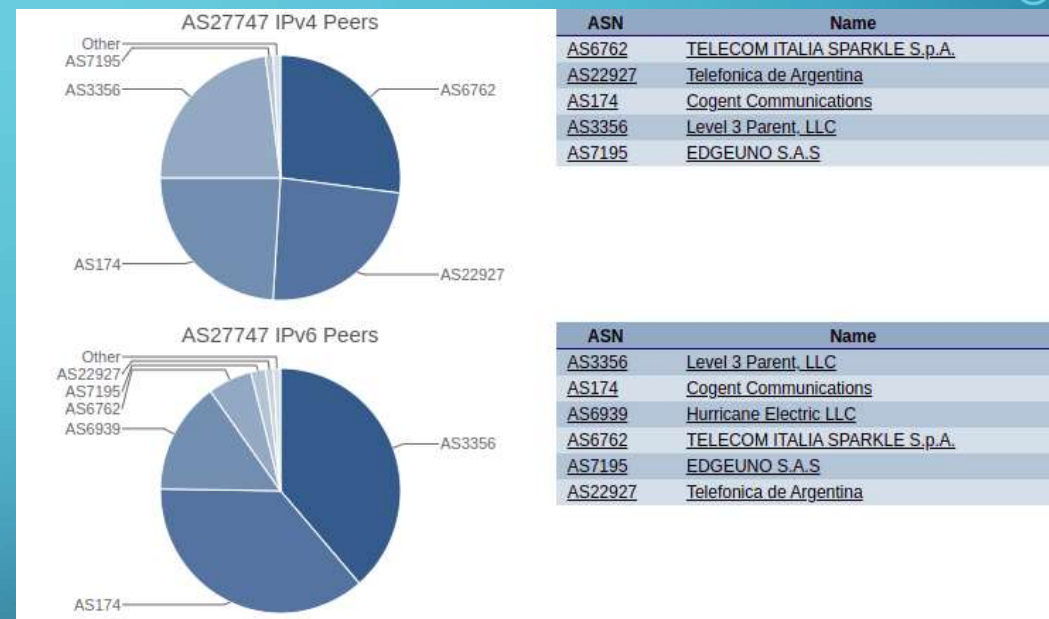 AS27747 IPv4 Peers
Other
AS7195
AS3356
AS6762
AS174
AS22927
ASN Name
AS6762 TELECOM ITALIA SPARKLE S.p.A.
AS22927 Telefonica de Argentina
AS174 Cogent Communications
AS3356 Level 3 Parent, LLC
AS7195 EDGEUNO S.A.S
AS27747 IPv6 Peers
Other
AS22927
AS7195
AS6762
AS6939
AS3356
AS174
ASN Name
AS3356 Level 3 Parent, LLC
AS174 Cogent Communications
AS6939 Hurricane Electric LLC
AS6762 TELECOM ITALIA SPARKLE S.p.A.
AS7195 EDGEUNO S.A.S
AS22927 Telefonica de Argentina